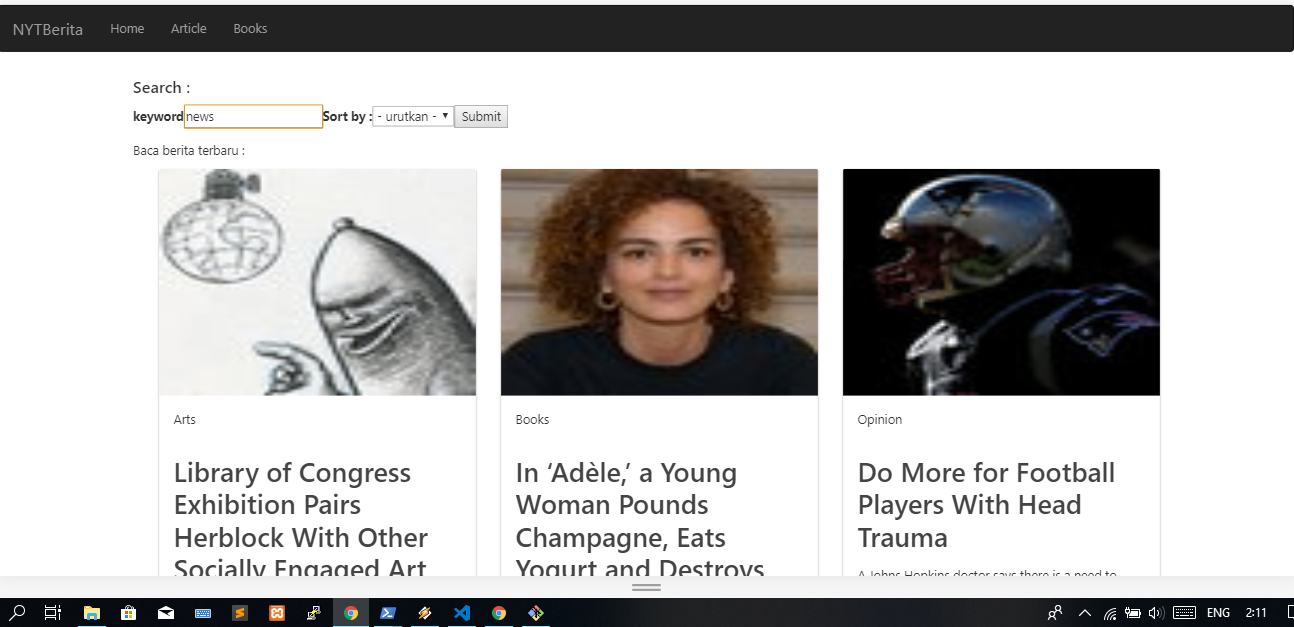 NYTBerita Home Article Books
Search :
keyword news Sort by : - urutkan - Submit
Baca berita terbaru :
Arts
Library of Congress
Exhibition Pairs
Herblock With Other
Socially Engaged Art
Books
In ‘Adèle,’ a Young
Woman Pounds
Champagne, Eats
Yogurt and Destroys
Opinion
Do More for Football
Players With Head
Trauma
A Johns Hopkins doctor says there is a need to
ENG 2:11